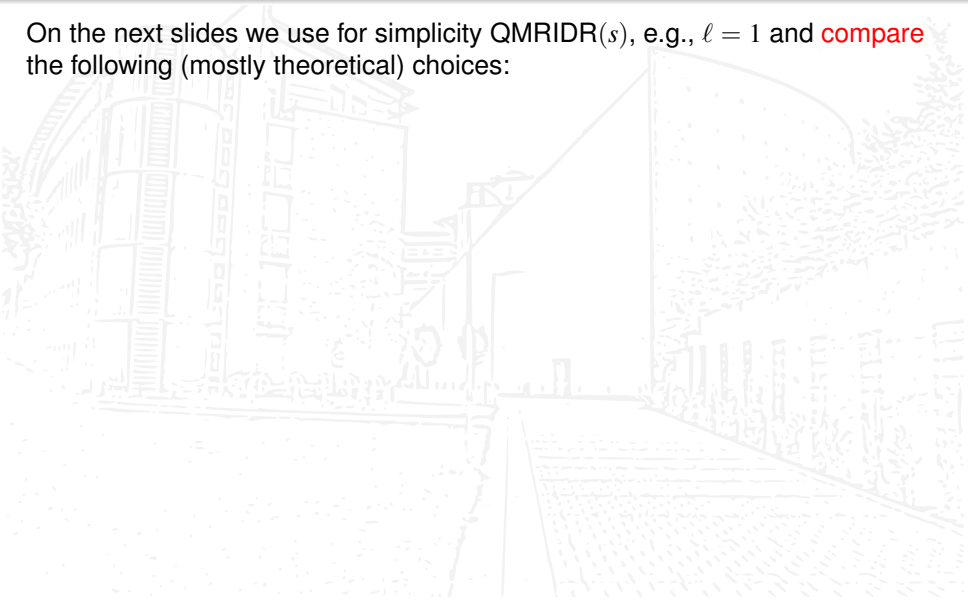 On the next slides we use for simplicity QMRIDR(s), e.g., ℓ = 1 and compare
the following (mostly theoretical) choices: